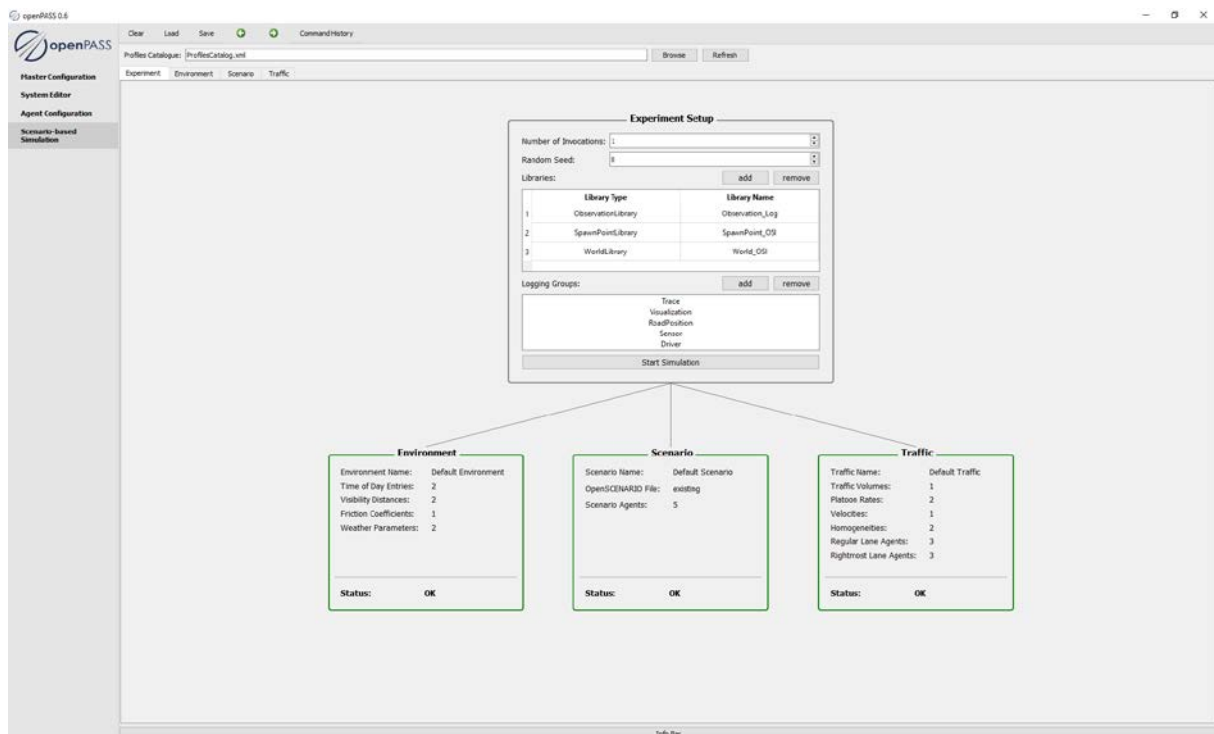 openPASS 0.6
openPASS
Clear Load Save Command History
Profiles Catalogue: ProfilesCatalog.xml Browse Refresh
Experiment Environment Scenario Traffic
Master Configuration
System Editor
Agent Configuration
Scenario-based
Simulation
Experiment Setup
Number of Invocations: 1
Random Seed: 0
Libraries: add remove
Library Type Library Name
1 ObservationLibrary Observation_Log
2 SpawnPointLibrary SpawnPoint_OSI
3 WorldLibrary World_OSI
Logging Groups: add remove
Trace
Visualization
RoadPosition
Sensor
Driver
Start Simulation
Environment
Environment Name: Default Environment
Time of Day Entries: 2
Visibility Distances: 2
Friction Coefficients: 1
Weather Parameters: 2
Status: OK
Scenario
Scenario Name: Default Scenario
OpenSCENARIO File: existing
Scenario Agents: 5
Status: OK
Traffic
Traffic Name: Default Traffic
Traffic Volumes: 1
Platoon Rates: 2
Velocities: 1
Homogeneities: 2
Regular Lane Agents: 3
Rightmost Lane Agents: 3
Status: OK